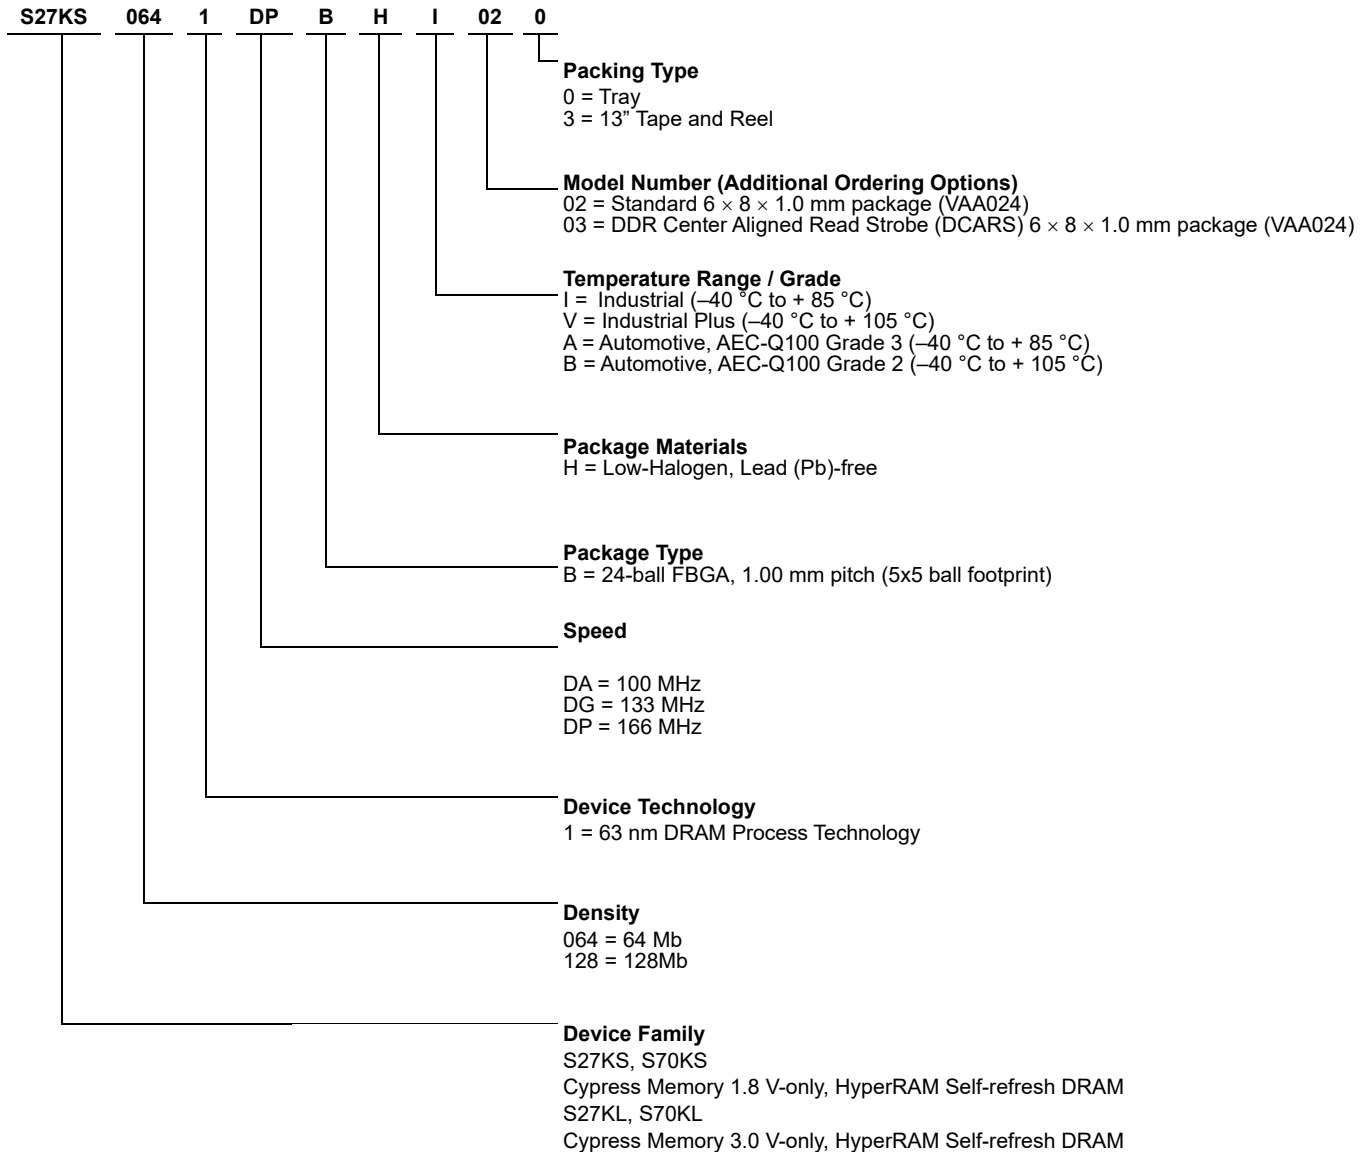 S27KS 064 1 DP B H I 02 0
Packing Type
0 = Tray
3 = 13” Tape and Reel
Model Number (Additional Ordering Options)
02 = Standard 6 × 8 × 1.0 mm package (VAA024)
03 = DDR Center Aligned Read Strobe (DCARS) 6 × 8 × 1.0 mm package (VAA024)
Temperature Range / Grade
I = Industrial (–40 °C to + 85 °C)
V = Industrial Plus (–40 °C to + 105 °C)
A = Automotive, AEC-Q100 Grade 3 (–40 °C to + 85 °C)
B = Automotive, AEC-Q100 Grade 2 (–40 °C to + 105 °C)
Package Materials
H = Low-Halogen, Lead (Pb)-free
Package Type
B = 24-ball FBGA, 1.00 mm pitch (5x5 ball footprint)
Speed
DA = 100 MHz
DG = 133 MHz
DP = 166 MHz
Device Technology
1 = 63 nm DRAM Process Technology
Density
064 = 64 Mb
128 = 128Mb
Device Family
S27KS, S70KS
Cypress Memory 1.8 V-only, HyperRAM Self-refresh DRAM
S27KL, S70KL
Cypress Memory 3.0 V-only, HyperRAM Self-refresh DRAM